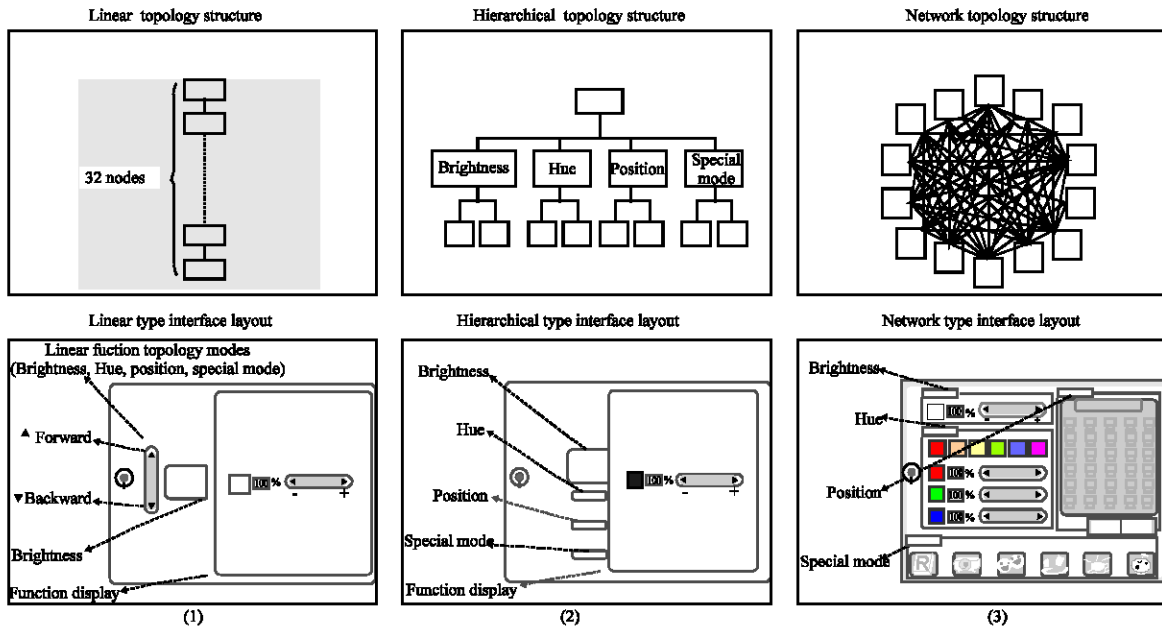 Linear topology structure
Hierarchical topology structure
Network topology structure
32 nodes
Brightness
Hue
Position
Special
mode
Linear type interface layout
Hierarchical type interface layout
Network type interface layout
Linear fuction topology modes
(Brightness, Hue, position, special mode)
▲ Forward
▼Backward
Brightness
Function display
100 %
- +
(1)
Brightness
Hue
Position
Special mode
Function display
100 %
- +
(2)
Brightness
Hue
Position
Special mode
100 %
- +
100 %
100 %
100 %
R
(3)